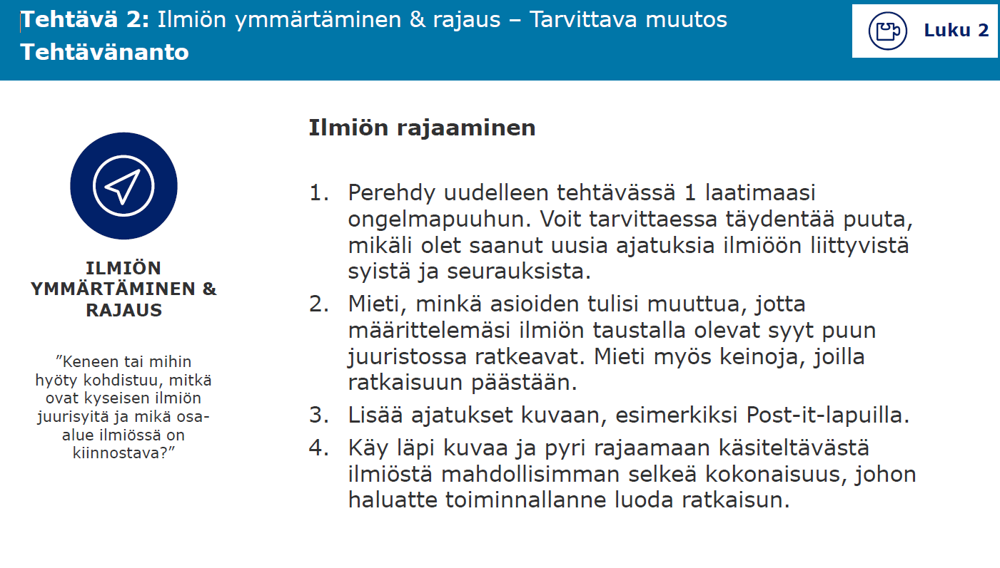 Tehtävä 2: Ilmiön ymmärtäminen & rajaus – Tarvittava muutos
Tehtävänanto
Luku 2
ILMIÖN
YMMÄRTÄMINEN &
RAJAUS
”Keneen tai mihin
hyöty kohdistuu, mitkä
ovat kyseisen ilmiön
juurisyitä ja mikä osa-
alue ilmiössä on
kiinnostava?”
Ilmiön rajaaminen
1. Perehdy uudelleen tehtävässä 1 laatimaasi
ongelmapuuhun. Voit tarvittaessa täydentää puuta,
mikäli olet saanut uusia ajatuksia ilmiöön liittyvistä
syistä ja seurauksista.
2. Mieti, minkä asioiden tulisi muuttua, jotta
määrittelemäsi ilmiön taustalla olevat syyt puun
juuristossa ratkeavat. Mieti myös keinoja, joilla
ratkaisuun päästään.
3. Lisää ajatukset kuvaan, esimerkiksi Post-it-lapuilla.
4. Käy läpi kuvaa ja pyri rajaamaan käsiteltävästä
ilmiöstä mahdollisimman selkeä kokonaisuus, johon
haluatte toiminnallanne luoda ratkaisun.